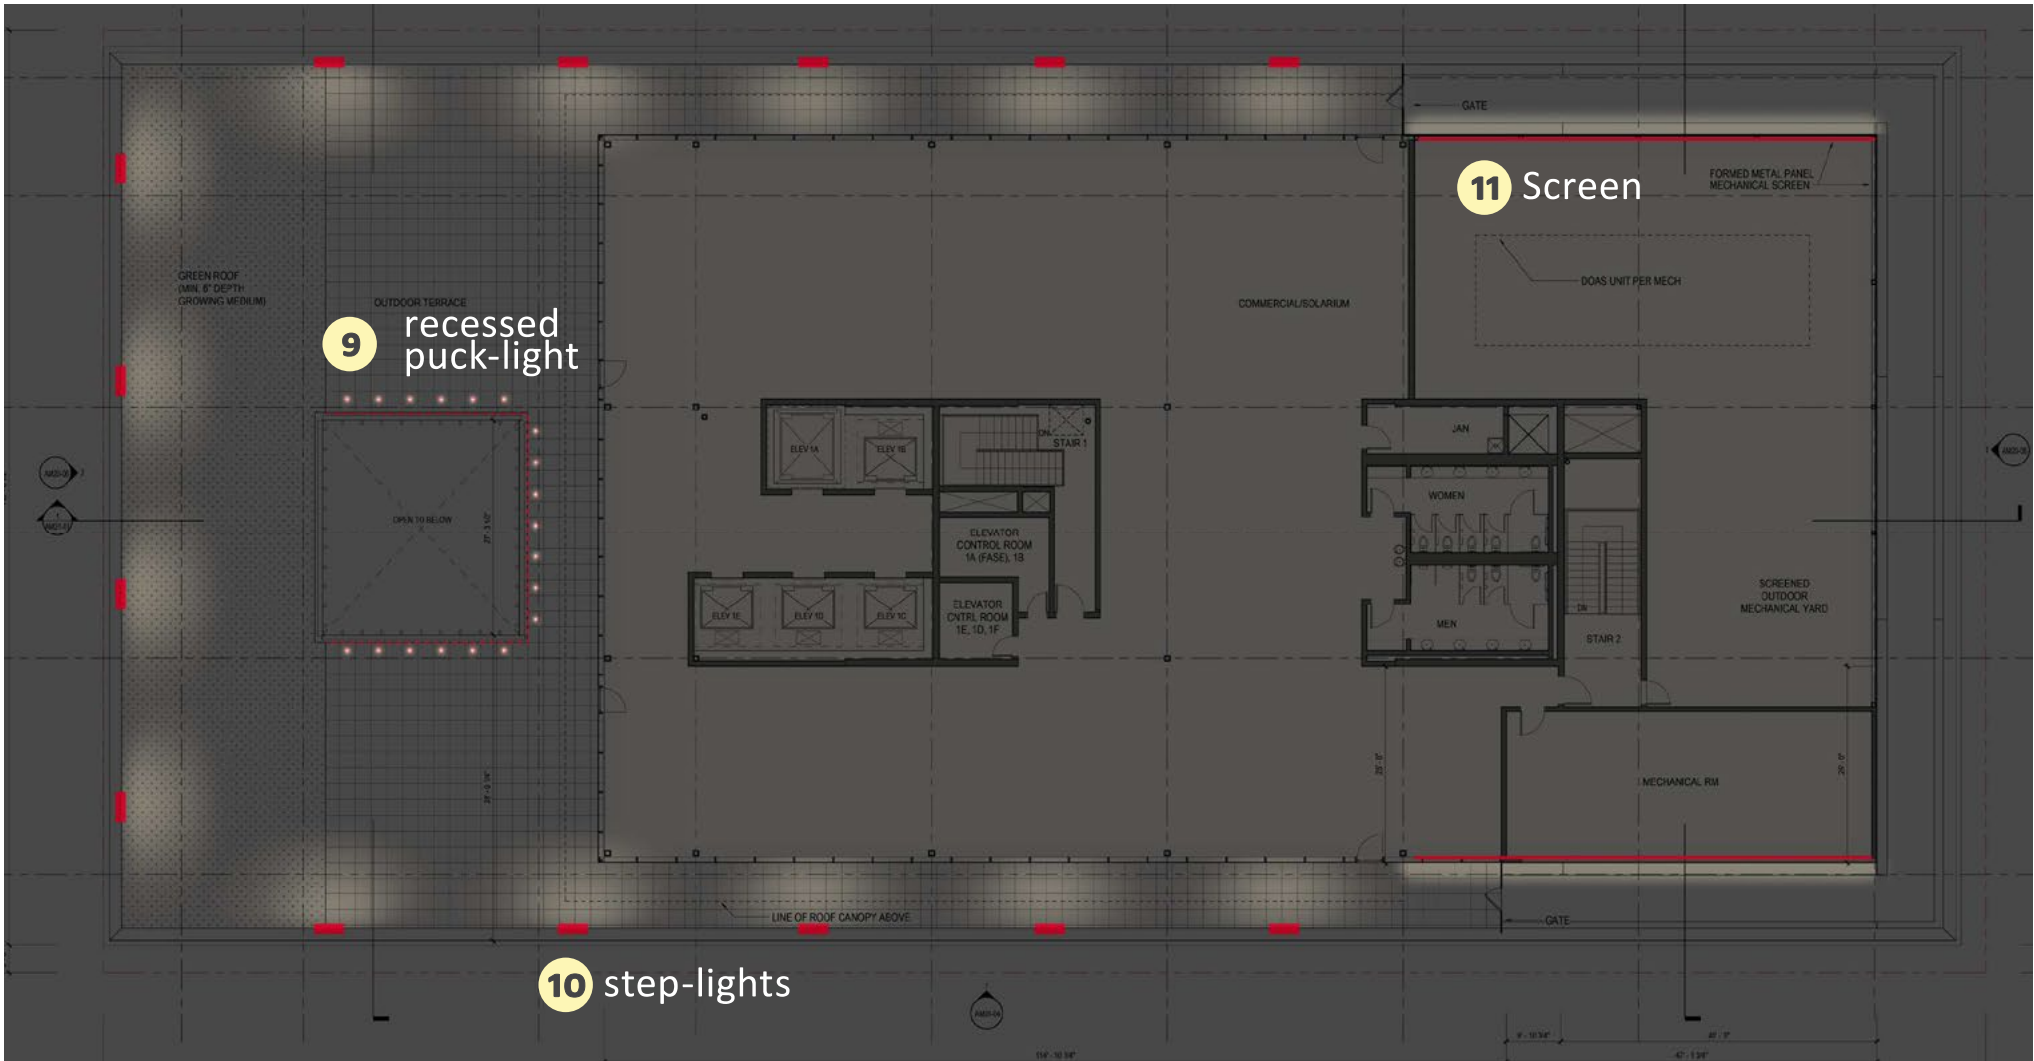 GATE
11 Screen
FORMED METAL PANEL
MECHANICAL SCREEN
GREEN ROOF
(MIN. 6" DEPTH
GROWING MEDIUM)
OUTDOOR TERRACE
9 recessed
puck-light
COMMERCIAL/SOLARIUM
DOAS UNIT PER MECH
ELEV 1A
ELEV 1B
DN
STAIR 1
JAN
WOMEN
OPEN TO BELOW
ELEVATOR
CONTROL ROOM
1A (FASE), 1B
ELEV 1E
ELEV 1D
ELEV 1C
ELEVATOR
CNTRL ROOM
1E, 1D, 1F
MEN
DN
STAIR 2
SCREENED
OUTDOOR
MECHANICAL YARD
MECHANICAL RM
LINE OF ROOF CANOPY ABOVE
GATE
10 step-lights